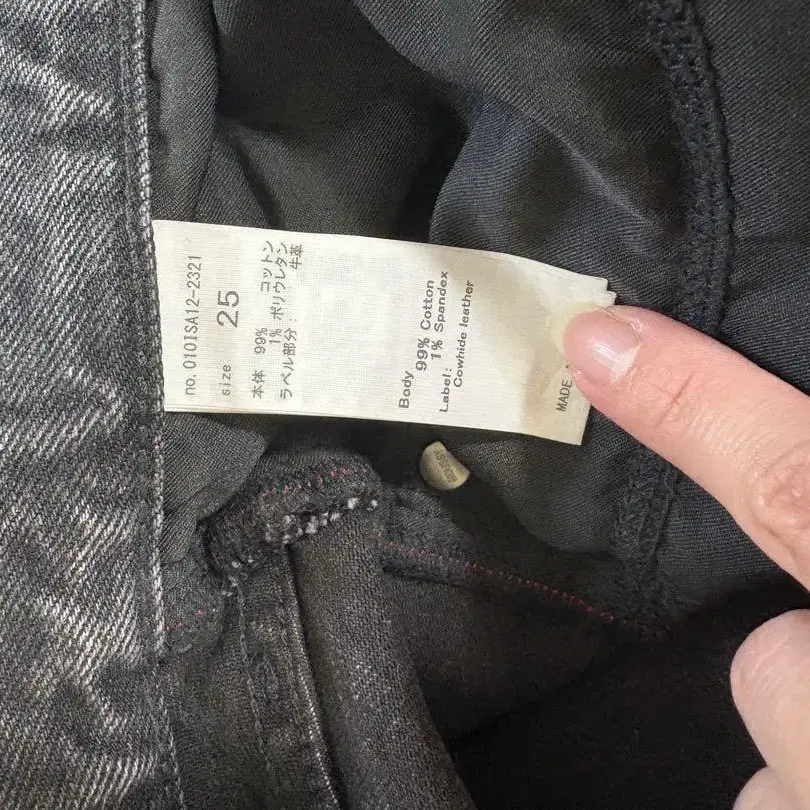 no. 0101SA12-2321
size 25
本体 99% コットン
1% ポリウレタン
ラベル部分: 牛革
Body 99% Cotton
1% Spandex
Label: Cowhide leather
MADE